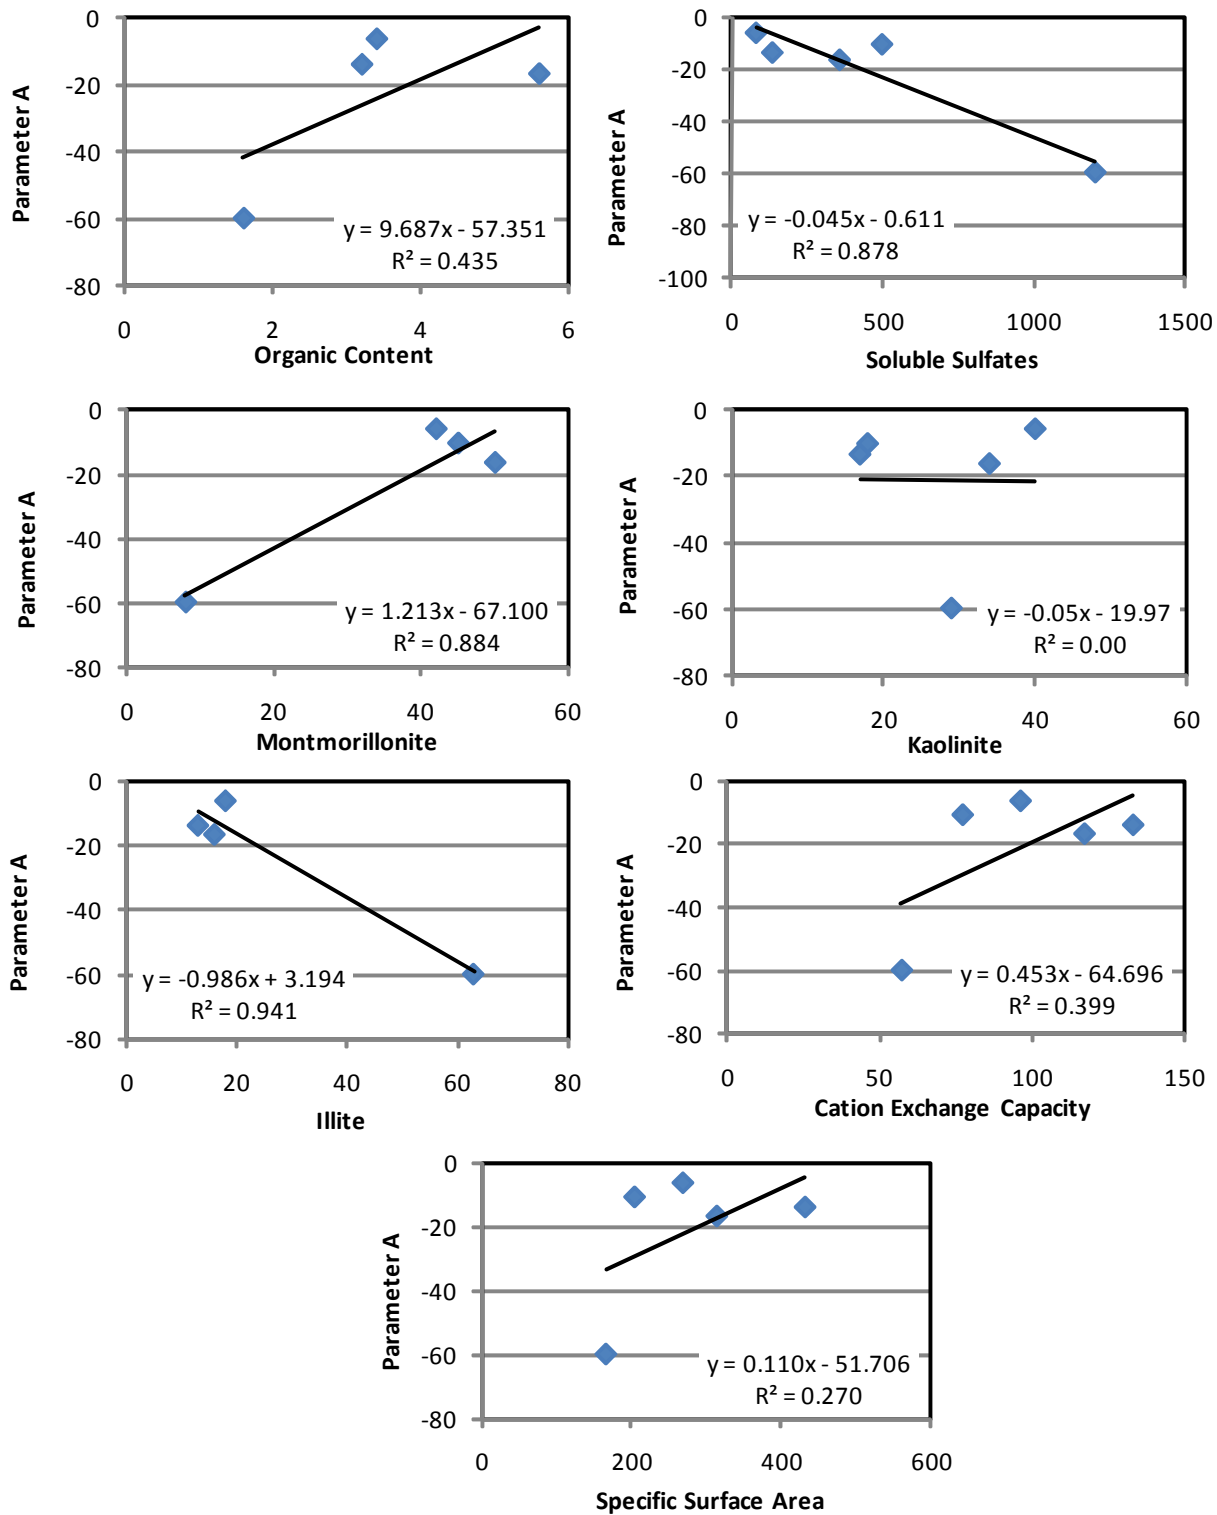 0
-20
-40
-60
-80
Parameter A
y = 9.687x - 57.351
R² = 0.435
0 2 4 6
Organic Content
0
-20
-40
-60
-80
-100
Parameter A
y = -0.045x - 0.611
R² = 0.878
0 500 1000 1500
Soluble Sulfates
0
-20
-40
-60
-80
Parameter A
y = 1.213x - 67.100
R² = 0.884
0 20 40 60
Montmorillonite
0
-20
-40
-60
-80
Parameter A
y = -0.05x - 19.97
R² = 0.00
0 20 40 60
Kaolinite
0
-20
-40
-60
-80
Parameter A
y = -0.986x + 3.194
R² = 0.941
0 20 40 60 80
Illite
0
-20
-40
-60
-80
Parameter A
y = 0.453x - 64.696
R² = 0.399
0 50 100 150
Cation Exchange Capacity
0
-20
-40
-60
-80
Parameter A
y = 0.110x - 51.706
R² = 0.270
0 200 400 600
Specific Surface Area